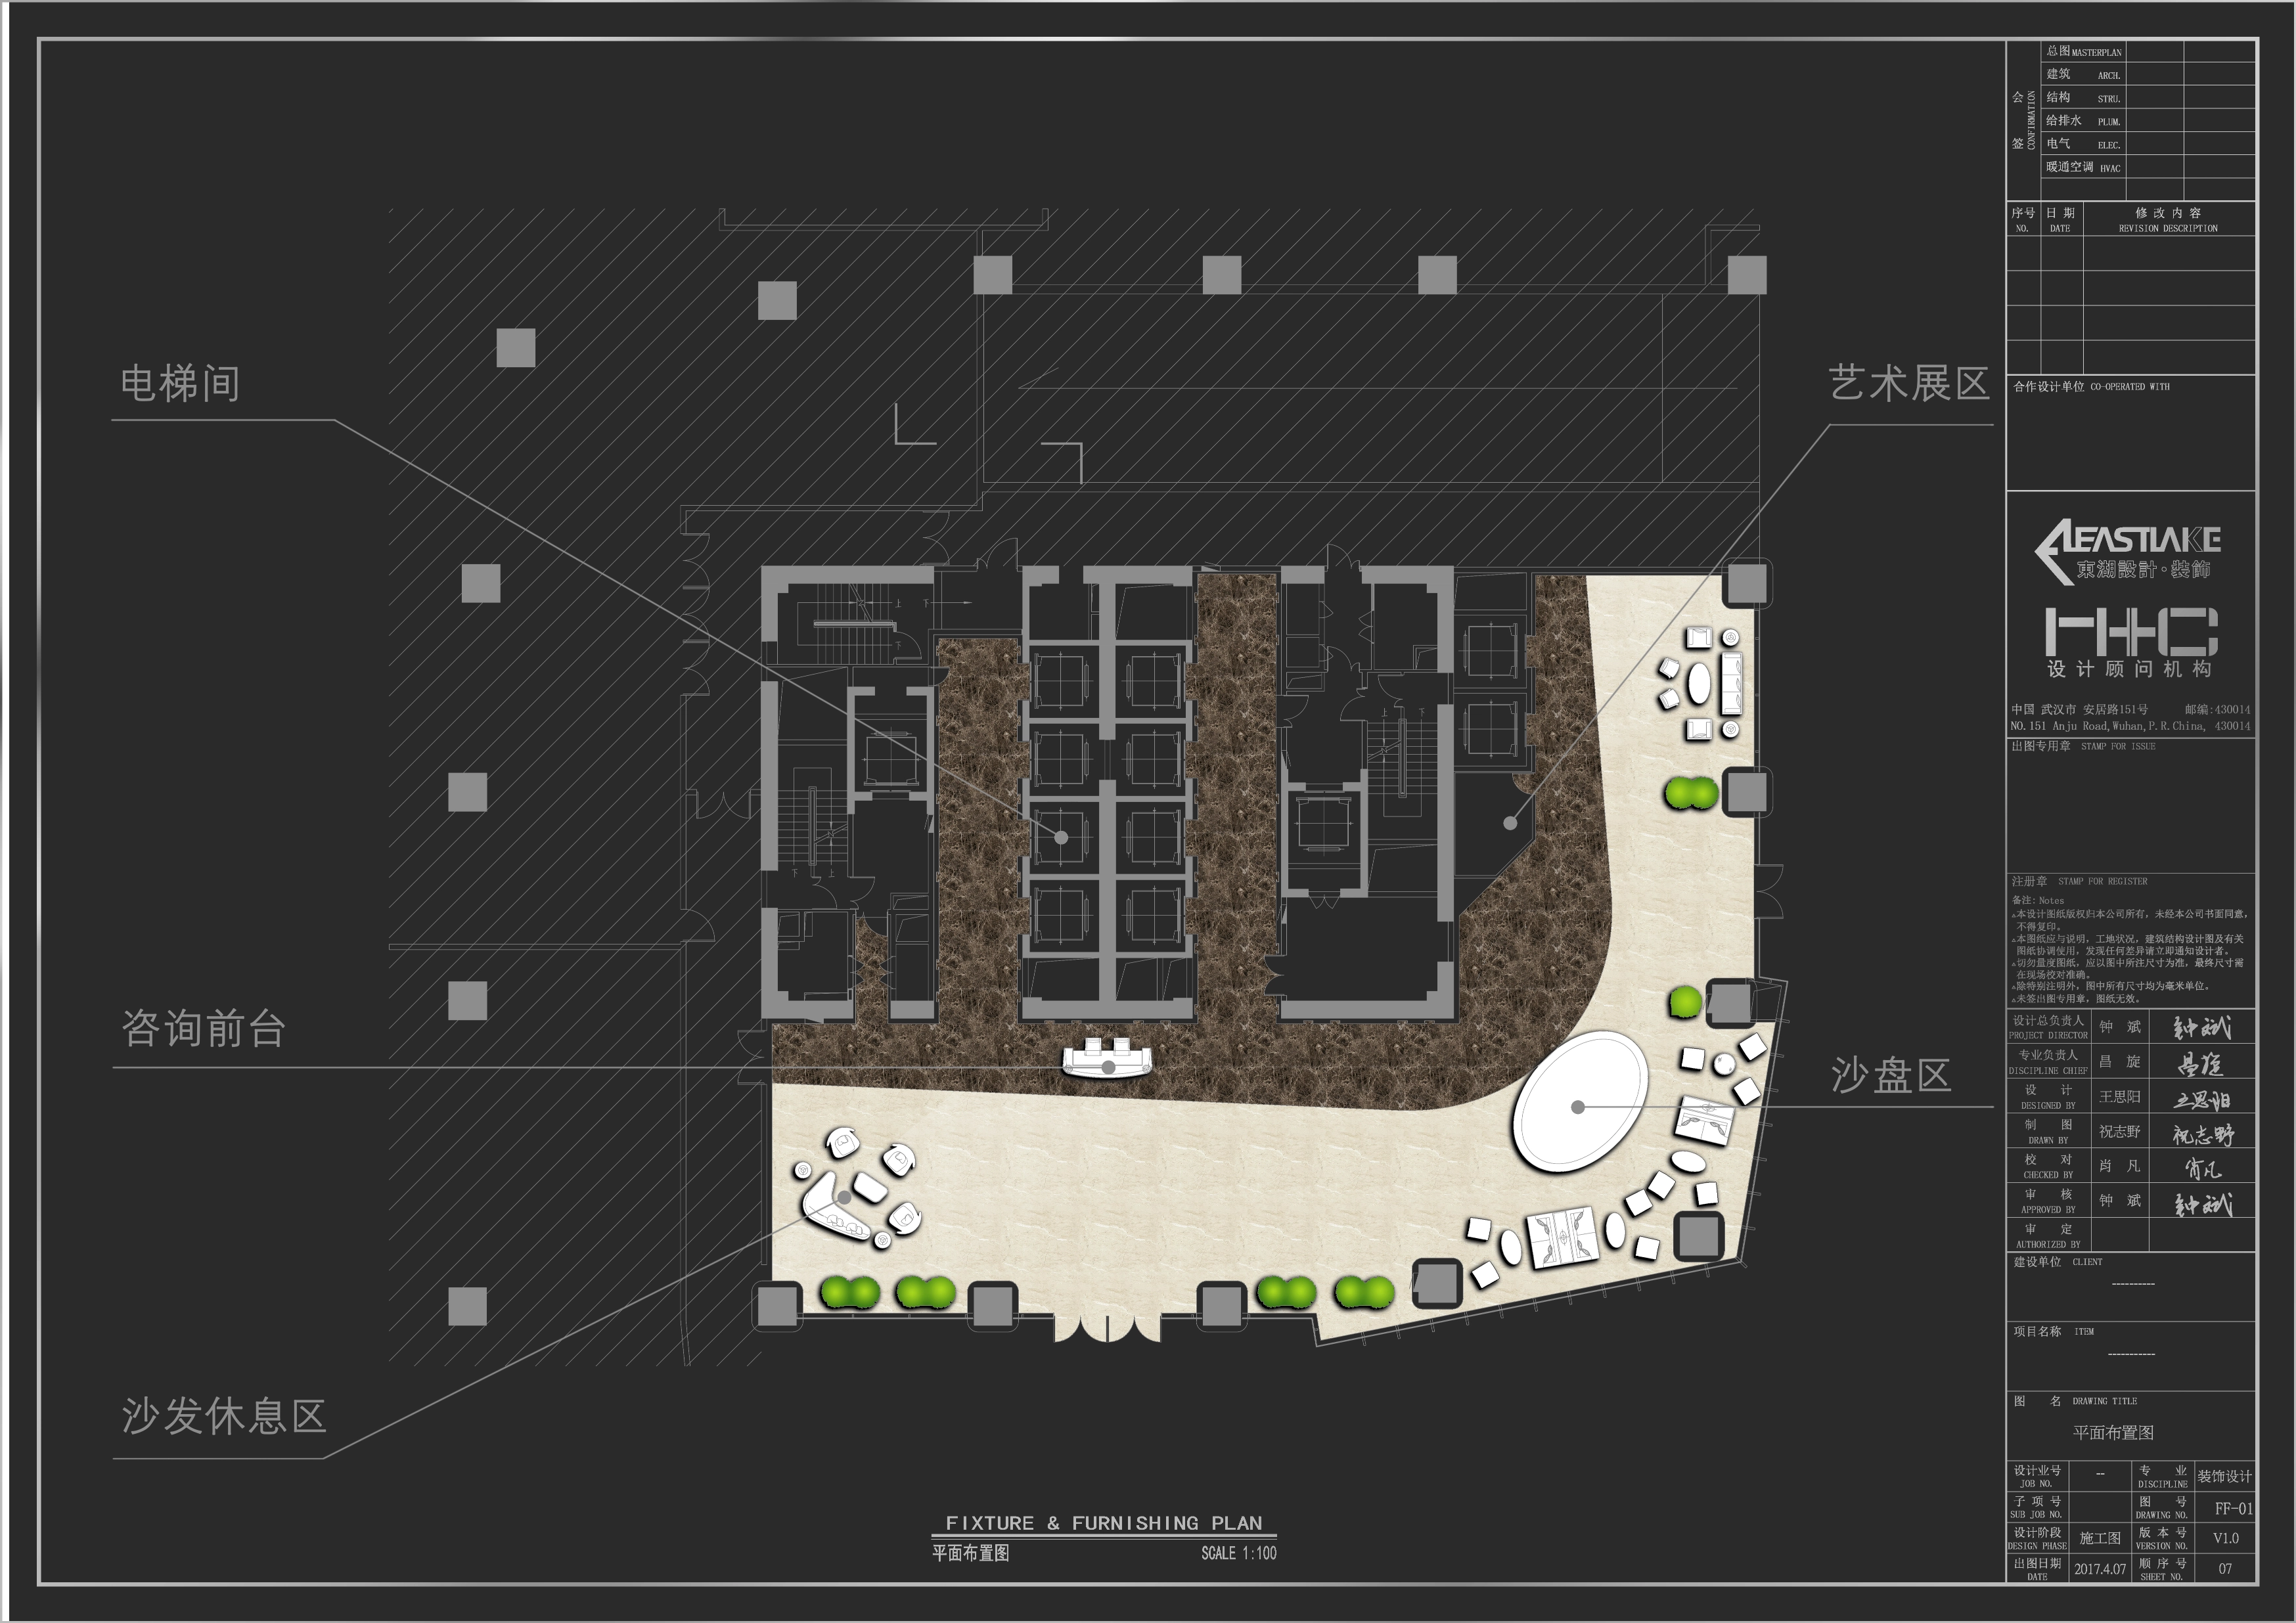 电梯间
艺术展区
咨询前台
沙盘区
沙发休息区
上 下
下
下 上
上 下
FIXTURE & FURNISHING PLAN
平面布置图 SCALE 1:100
会签 CONFIRMATION
总图 MASTERPLAN
建筑 ARCH.
结构 STRU.
给排水 PLUM.
电气 ELEC.
暖通空调 HVAC
序号 日期 修改内容
NO. DATE REVISION DESCRIPTION
合作设计单位 CO-OPERATED WITH
EASTLAKE
東湖設計·装飾
H+C
设计顾问机构
中国 武汉市 安居路151号 邮编:430014
NO.151 Anju Road,Wuhan,P.R.China, 430014
出图专用章 STAMP FOR ISSUE
注册章 STAMP FOR REGISTER
备注: Notes
▵本设计图纸版权归本公司所有, 未经本公司书面同意,
不得复印。
▵本图纸应与说明, 工地状况, 建筑结构设计图及有关
图纸协调使用, 发现任何差异请立即通知设计者。
▵切勿量度图纸, 应以图中所注尺寸为准, 最终尺寸需
在现场校对准确。
▵除特别注明外, 图中所有尺寸均为毫米单位。
▵未签出图专用章, 图纸无效。
设计总负责人 钟斌 钟斌
PROJECT DIRECTOR
专业负责人 昌旋 昌旋
DISCIPLINE CHIEF
设计 王思阳 王思阳
DESIGNED BY
制图 祝志野 祝志野
DRAWN BY
校对 肖凡 肖凡
CHECKED BY
审核 钟斌 钟斌
APPROVED BY
审定
AUTHORIZED BY
建设单位 CLIENT
----------
项目名称 ITEM
-----------
图名 DRAWING TITLE
平面布置图
设计业号 -- 专业 装饰设计
JOB NO. DISCIPLINE
子项号 图号 FF-01
SUB JOB NO. DRAWING NO.
设计阶段 施工图 版本号 V1.0
DESIGN PHASE VERSION NO.
出图日期 2017.4.07 顺序号 07
DATE SHEET NO.